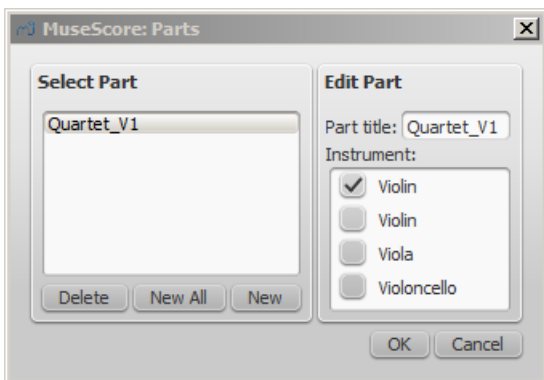 MuseScore: Parts
Select Part
Quartet_V1
Delete New All New
Edit Part
Part title: Quartet_V1
Instrument:
Violin
Violin
Viola
Violoncello
OK Cancel